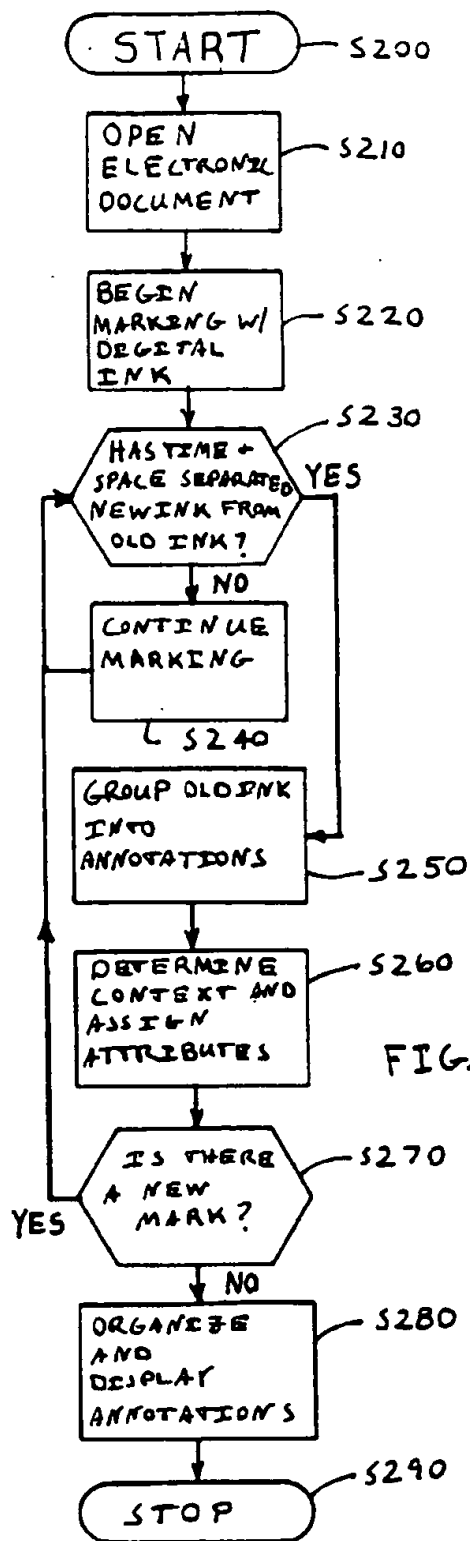 START
S200
OPEN
ELECTRONIC
DOCUMENT
S210
BEGIN
MARKING W/
DIGITAL
INK
S220
HAS TIME +
SPACE SEPARATED
NEW INK FROM
OLD INK?
S230
YES
NO
CONTINUE
MARKING
S240
GROUP OLD INK
INTO
ANNOTATIONS
S250
DETERMINE
CONTEXT AND
ASSIGN
ATTRIBUTES
S260
FIG.
IS THERE
A NEW
MARK?
S270
YES
NO
ORGANIZE
AND
DISPLAY
ANNOTATIONS
S280
STOP
S290